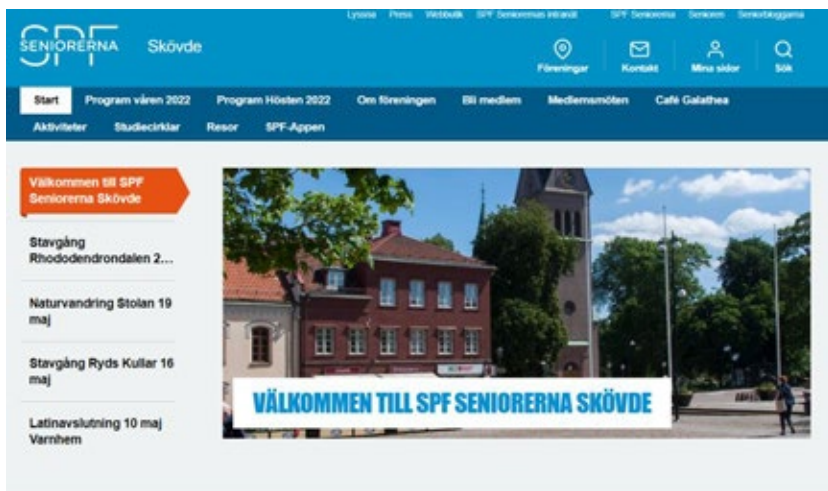 Lyssna Press Webbutik SPF Seniorernas intranät SPF Seniorerna Senioren Seniorbloggarna
SPF
SENIORERNA Skövde
Föreningar Kontakt Mina sidor Sök
Start Program våren 2022 Program Hösten 2022 Om föreningen Bli medlem Medlemsmöten Café Galathea
Aktiviteter Studiecirklar Resor SPF-Appen
Välkommen till SPF
Seniorerna Skövde
Stavgång
Rhododendrondalen 2...
Naturvandring Stolan 19
maj
Stavgång Ryds Kullar 16
maj
Latinavslutning 10 maj
Varnhem
VÄLKOMMEN TILL SPF SENIORERNA SKÖVDE